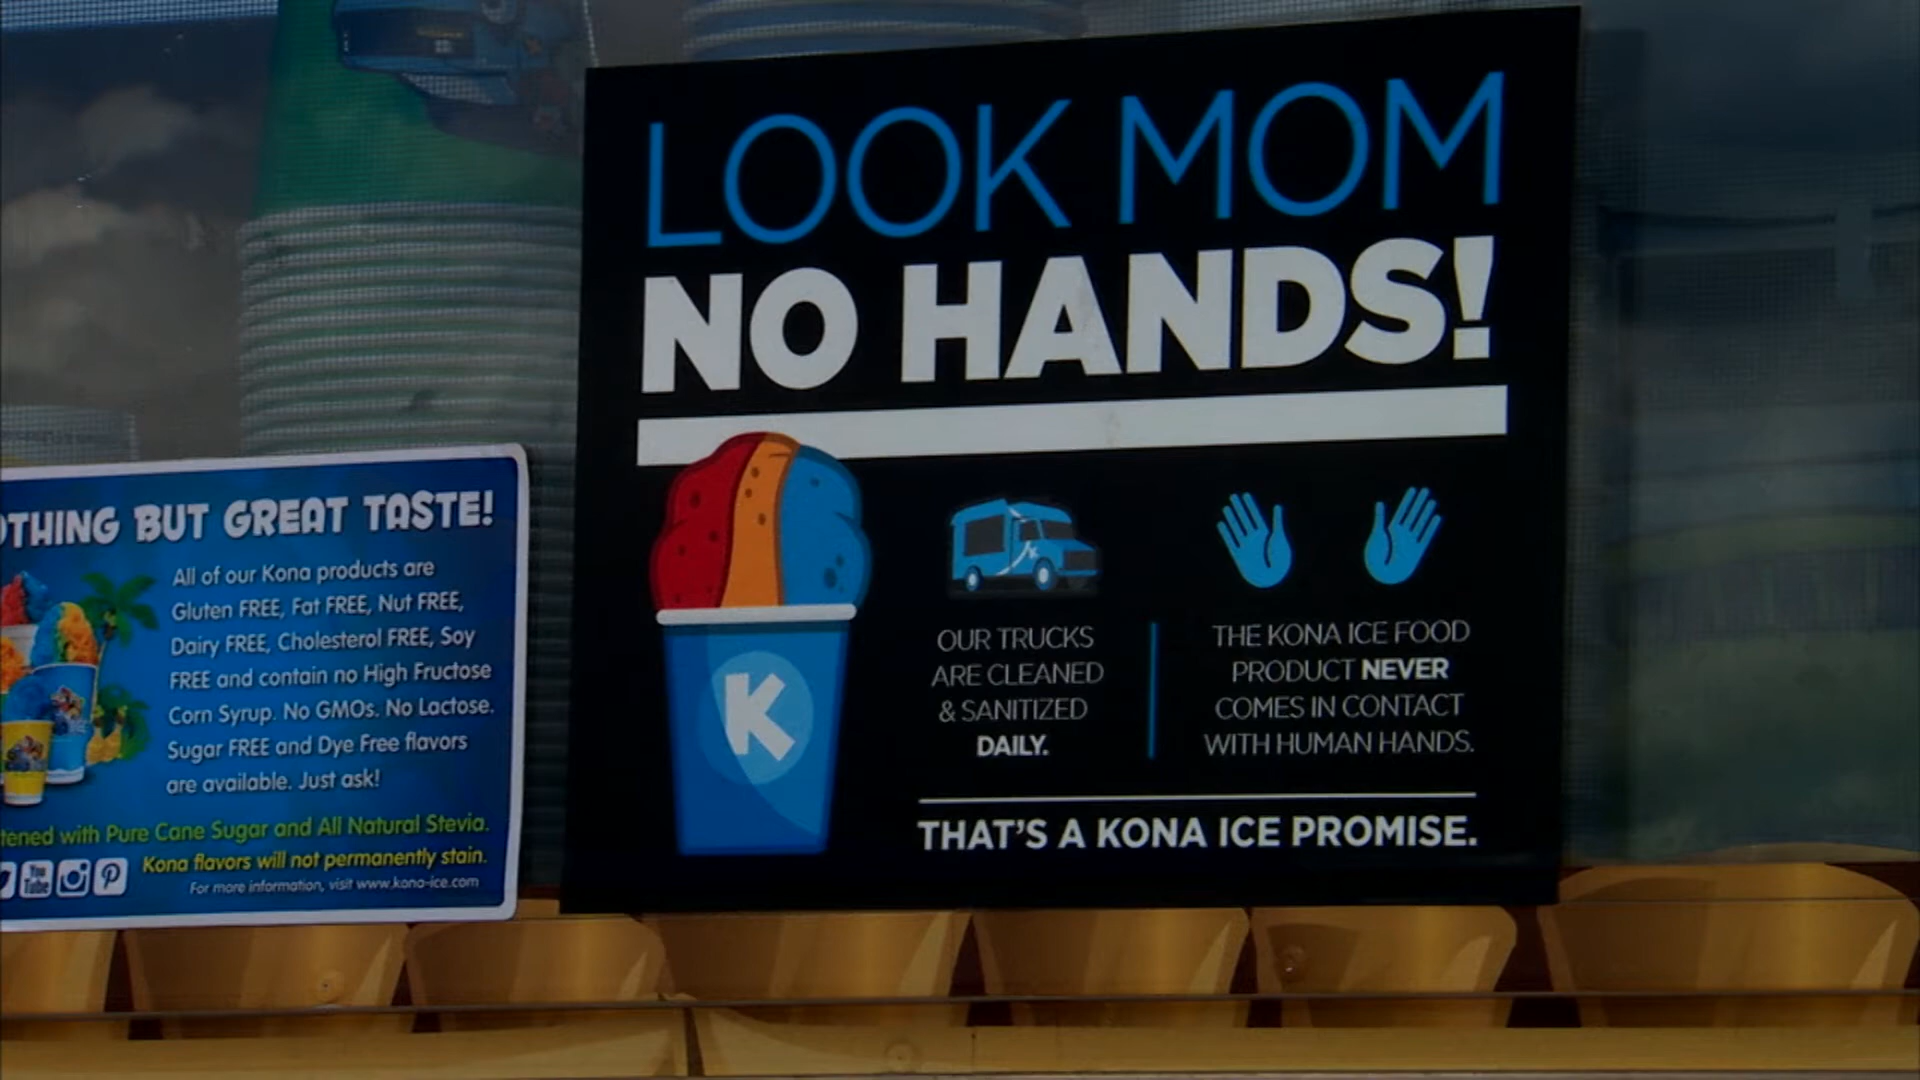 LOOK MOM
NO HANDS!
K
OUR TRUCKS
ARE CLEANED
& SANITIZED
DAILY.
THE KONA ICE FOOD
PRODUCT NEVER
COMES IN CONTACT
WITH HUMAN HANDS.
THAT'S A KONA ICE PROMISE.
OTHING BUT GREAT TASTE!
All of our Kona products are
Gluten FREE, Fat FREE, Nut FREE,
Dairy FREE, Cholesterol FREE, Soy
FREE and contain no High Fructose
Corn Syrup. No GMOs. No Lactose.
Sugar FREE and Dye Free flavors
are available. Just ask!
tened with Pure Cane Sugar and All Natural Stevia.
You
Tube
Kona flavors will not permanently stain.
For more information, visit www.kona-ice.com